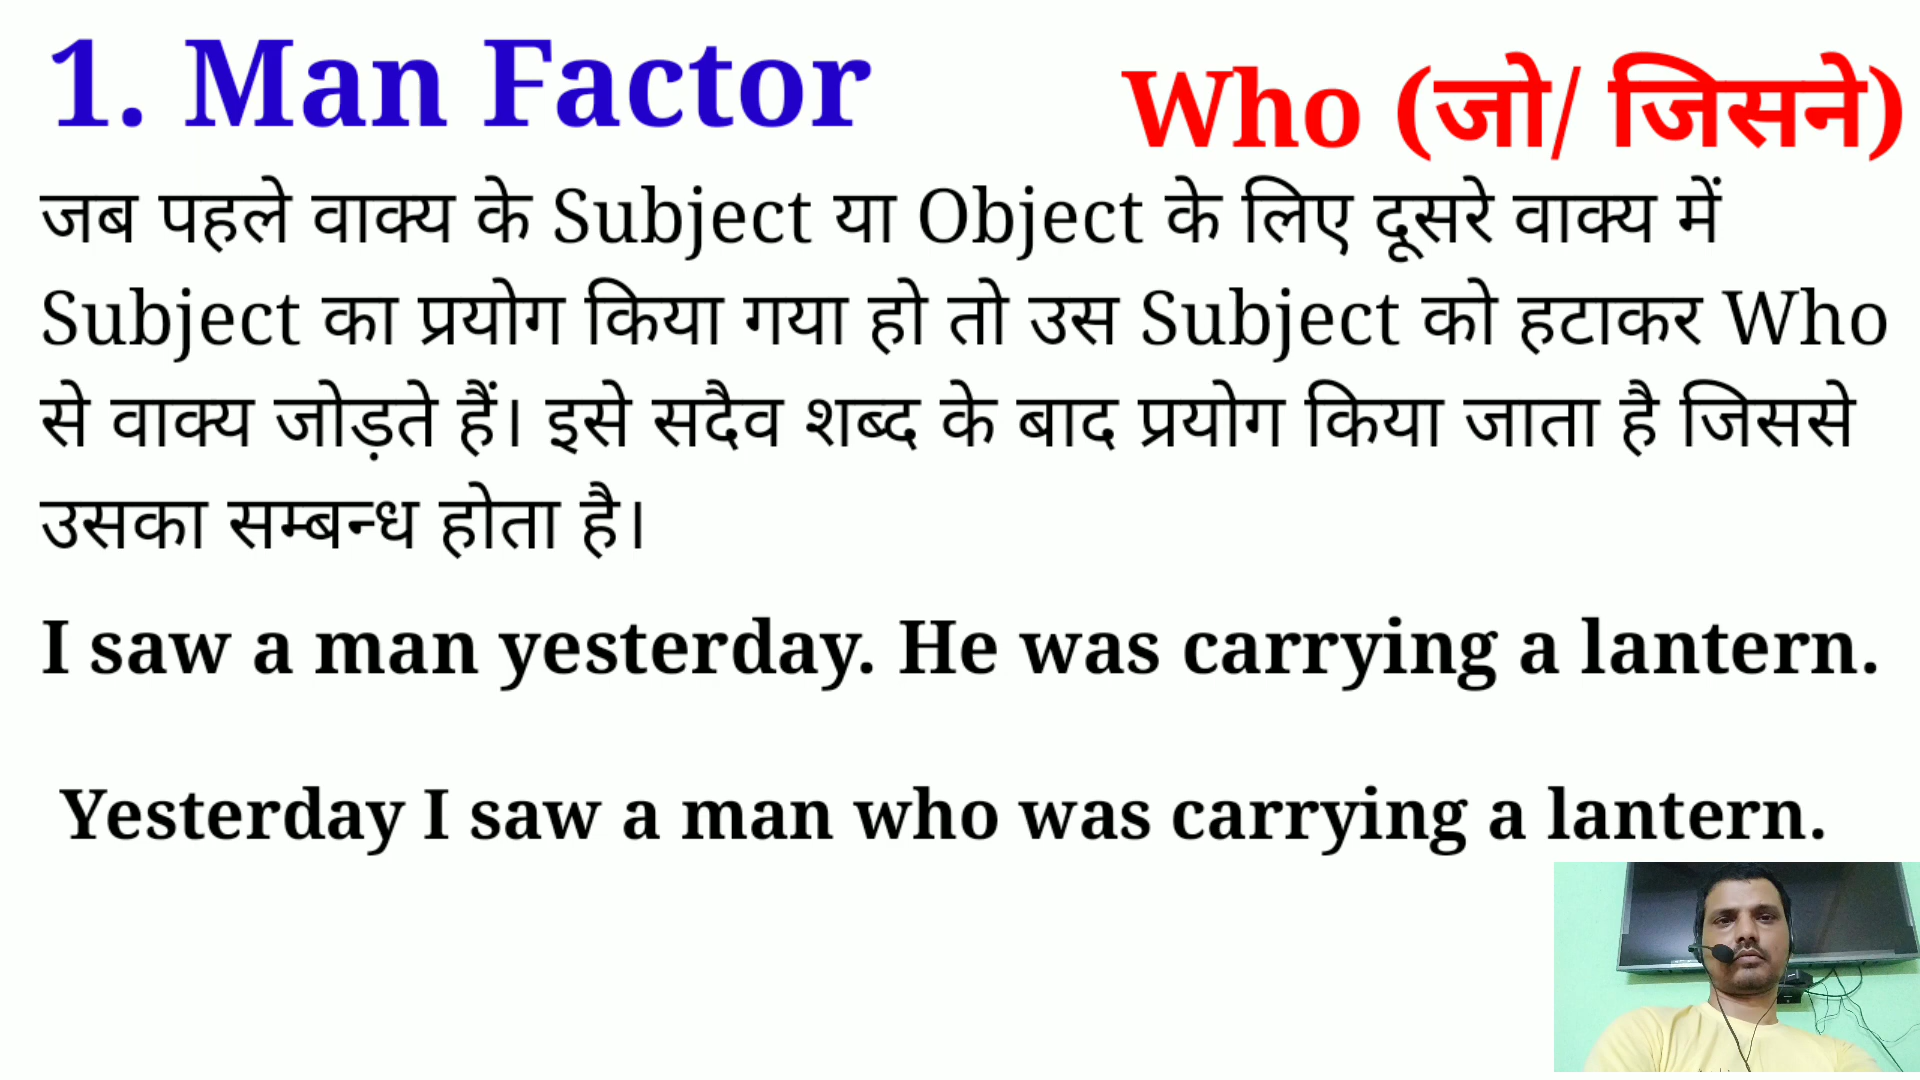 1. Man Factor Who (जो/ जिसने)
जब पहले वाक्य के Subject या Object के लिए दूसरे वाक्य में
Subject का प्रयोग किया गया हो तो उस Subject को हटाकर Who
से वाक्य जोड़ते हैं। इसे सदैव शब्द के बाद प्रयोग किया जाता है जिससे
उसका सम्बन्ध होता है।
I saw a man yesterday. He was carrying a lantern.
Yesterday I saw a man who was carrying a lantern.